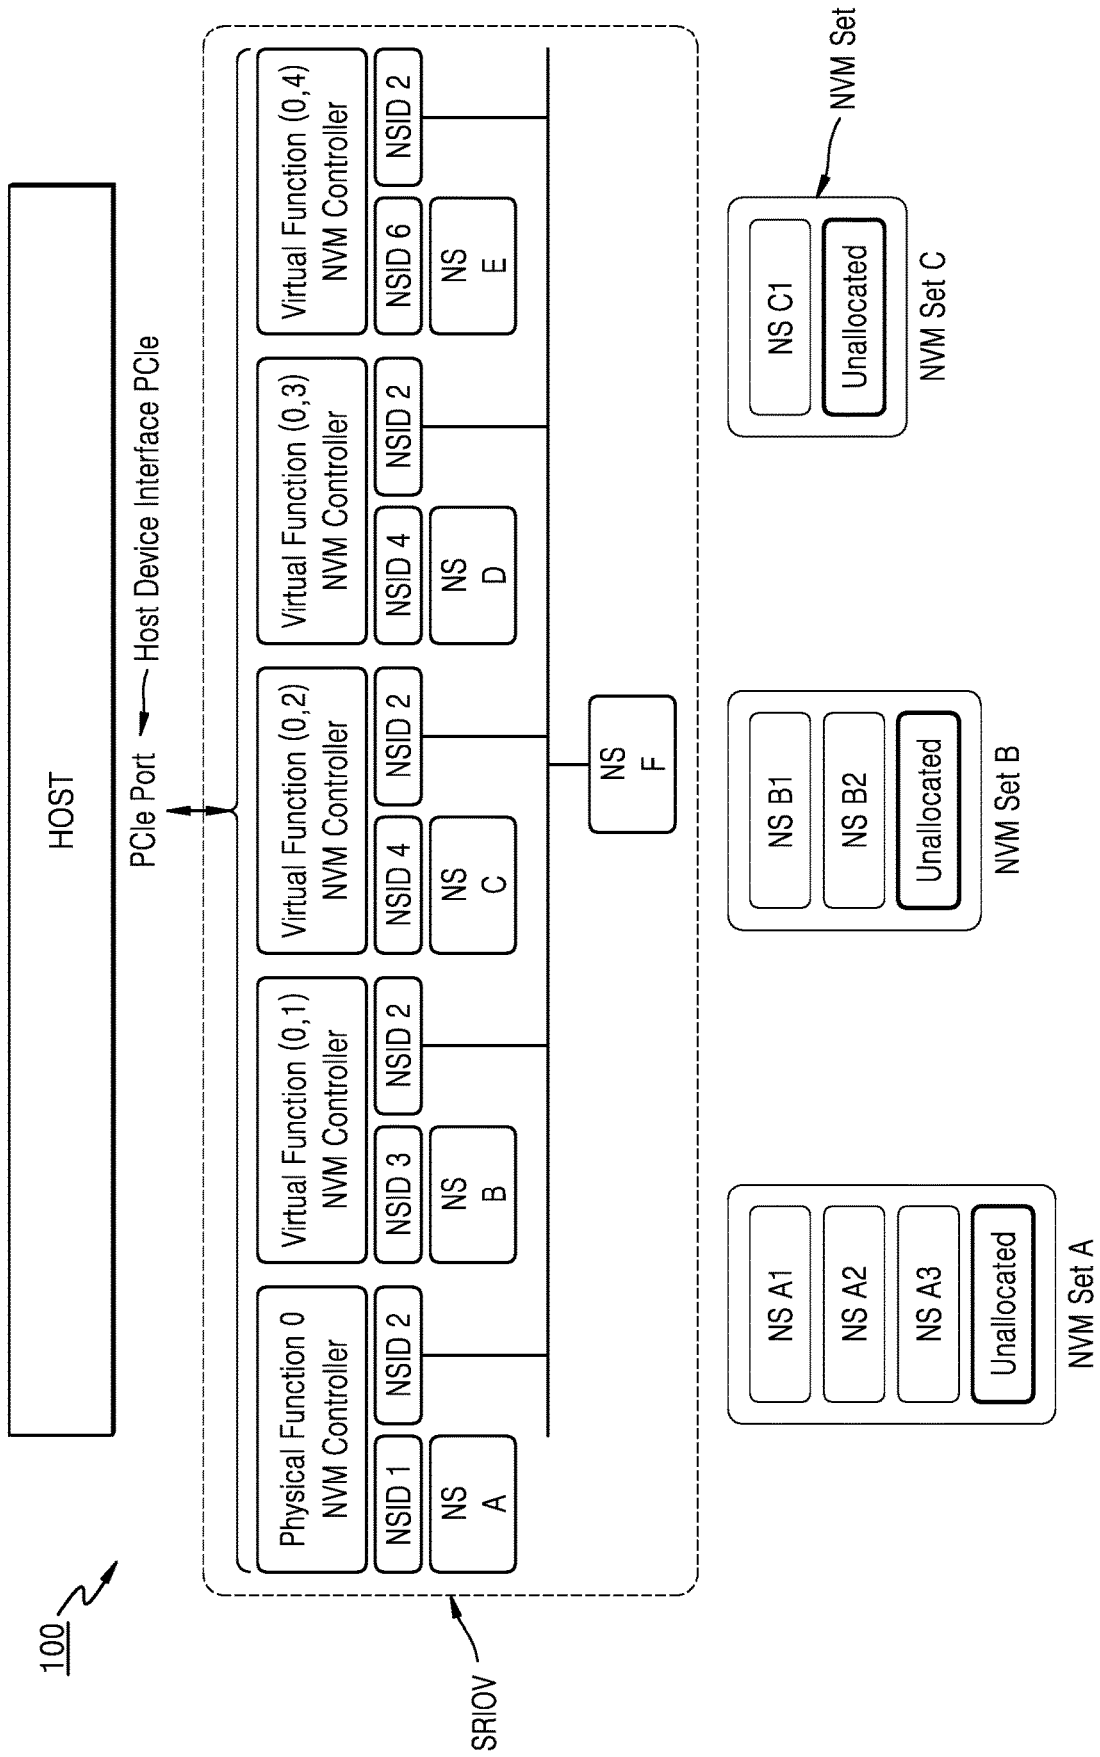 100
HOST
PCIe Port
Host Device Interface PCIe
SRIOV
Physical Function 0
NVM Controller
NSID 1
NSID 2
NS
A
Virtual Function (0,1)
NVM Controller
NSID 3
NSID 2
NS
B
Virtual Function (0,2)
NVM Controller
NSID 4
NSID 2
NS
C
Virtual Function (0,3)
NVM Controller
NSID 4
NSID 2
NS
D
Virtual Function (0,4)
NVM Controller
NSID 6
NSID 2
NS
E
NS
F
NS A1
NS A2
NS A3
Unallocated
NVM Set A
NS B1
NS B2
Unallocated
NVM Set B
NS C1
Unallocated
NVM Set C
NVM Set